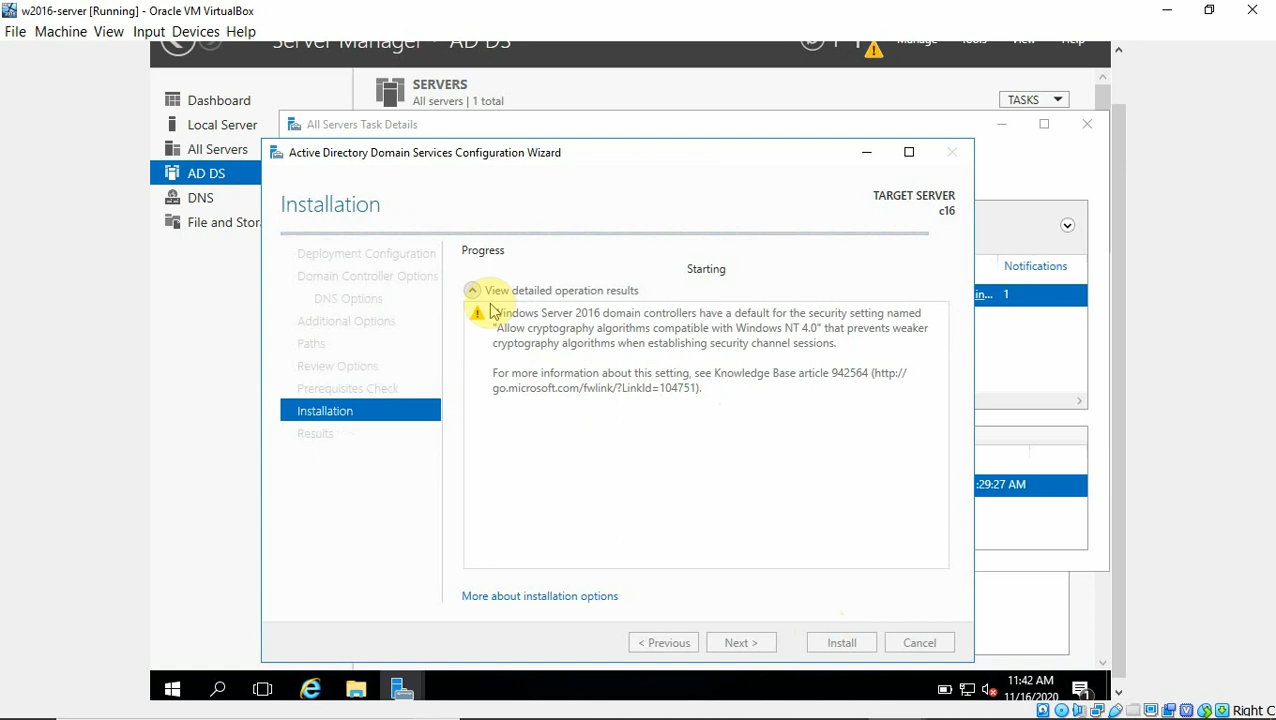 w2016-server [Running] - Oracle VM VirtualBox
File Machine View Input Devices Help
Server Manager • AD DS
Manage Tools View Help
Dashboard
Local Server
All Servers
AD DS
DNS
File and Stor
SERVERS
All servers | 1 total
TASKS
All Servers Task Details
Active Directory Domain Services Configuration Wizard
Installation
TARGET SERVER
c16
Deployment Configuration
Domain Controller Options
DNS Options
Additional Options
Paths
Review Options
Prerequisites Check
Installation
Results
Progress
Starting
View detailed operation results
Windows Server 2016 domain controllers have a default for the security setting named
"Allow cryptography algorithms compatible with Windows NT 4.0" that prevents weaker
cryptography algorithms when establishing security channel sessions.
For more information about this setting, see Knowledge Base article 942564 (http://
go.microsoft.com/fwlink/?LinkId=104751).
More about installation options
< Previous
Next >
Install
Cancel
Notifications
in... 1
:29:27 AM
11:42 AM
11/16/2020
1
Right C